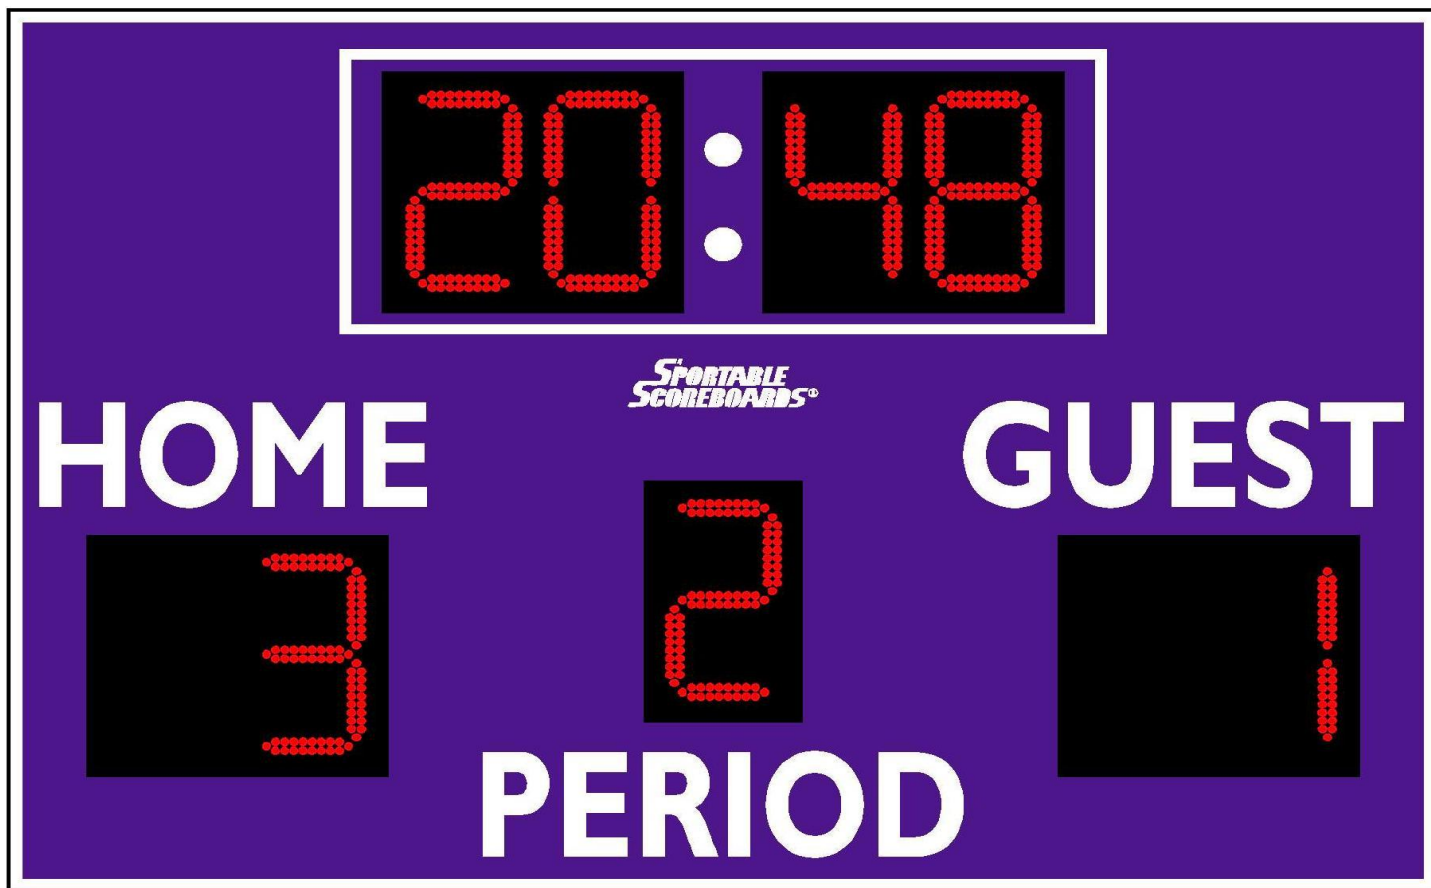 20:48
SPORTABLE
SCOREBOARDS®
HOME
GUEST
3
2
1
PERIOD